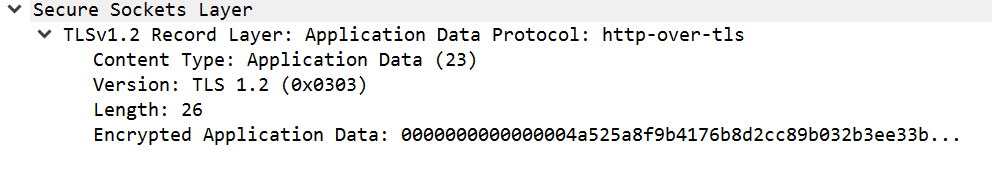 Secure Sockets Layer
TLSv1.2 Record Layer: Application Data Protocol: http-over-tls
Content Type: Application Data (23)
Version: TLS 1.2 (0x0303)
Length: 26
Encrypted Application Data: 0000000000000004a525a8f9b4176b8d2cc89b032b3ee33b...